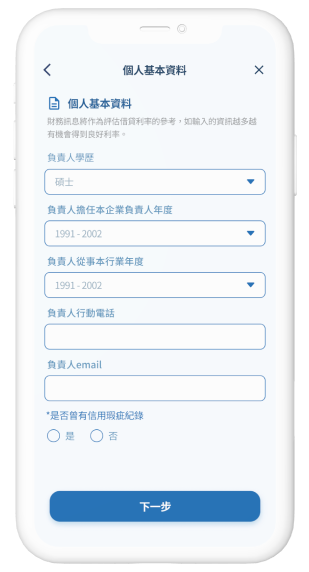 個人基本資料
個人基本資料
財務訊息將作為評估借貸利率的參考，如輸入的資訊越多越
有機會得到良好利率。
負責人學歷
碩士
負責人擔任本企業負責人年度
1991 - 2002
負責人從事本行業年度
1991 - 2002
負責人行動電話
負責人email
*是否曾有信用瑕疵紀錄
是 否
下一步